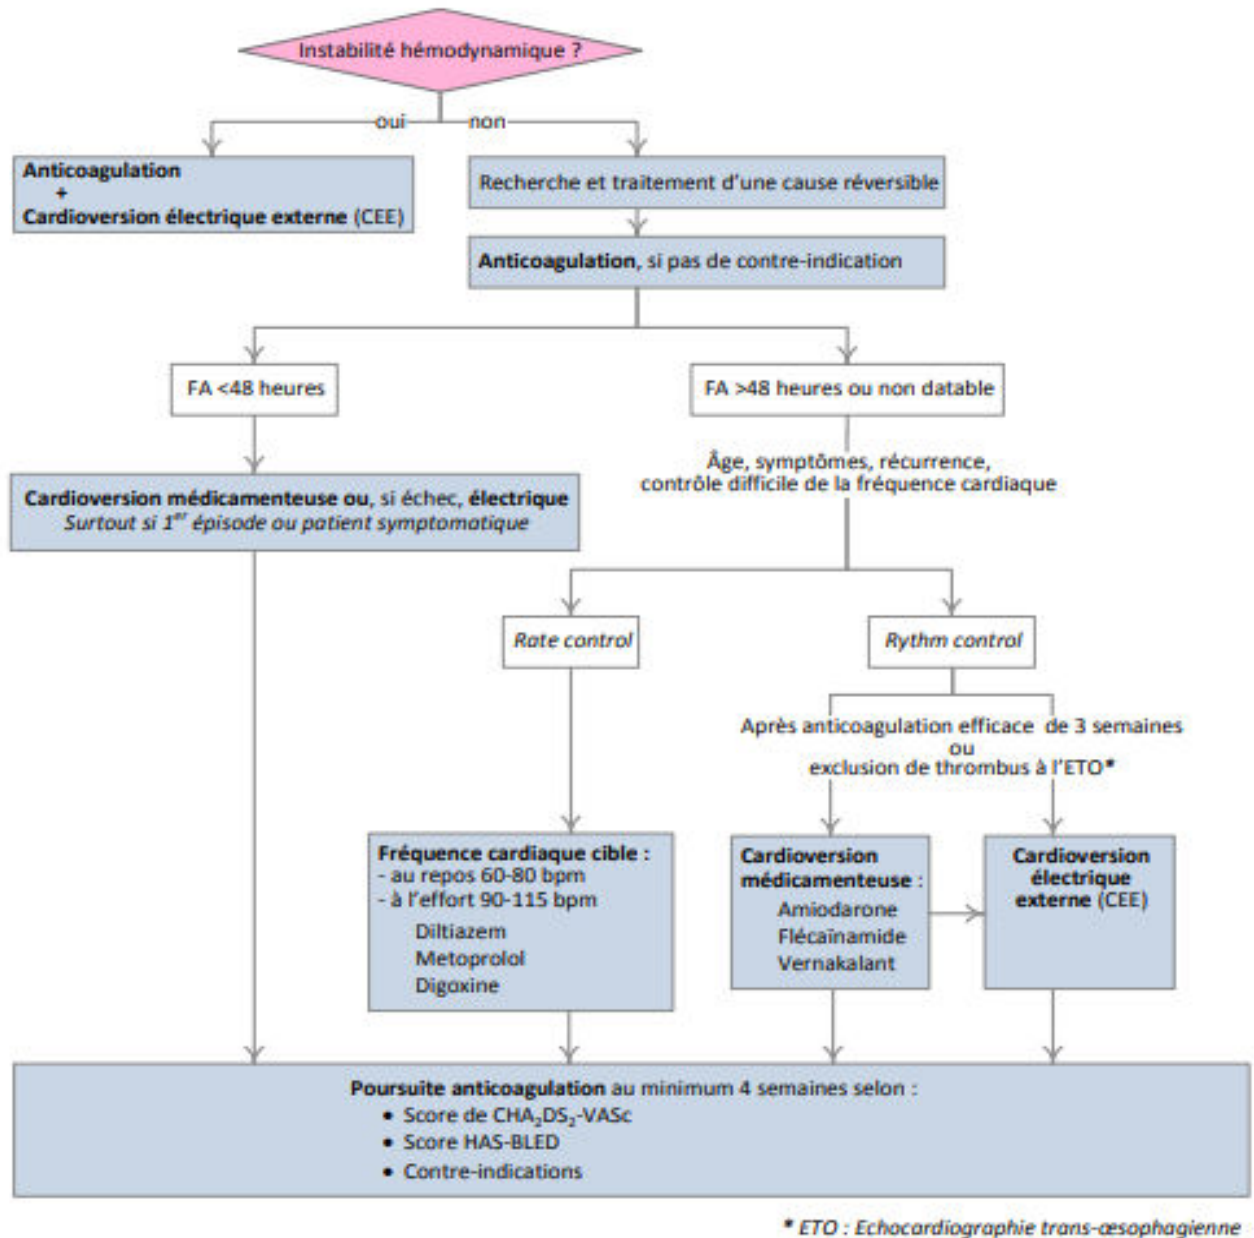 Instabilité hémodynamique ?
oui
non
Anticoagulation
+
Cardioversion électrique externe (CEE)
Recherche et traitement d'une cause réversible
Anticoagulation, si pas de contre-indication
FA <48 heures
FA >48 heures ou non datable
Âge, symptômes, récurrence,
contrôle difficile de la fréquence cardiaque
Cardioversion médicamenteuse ou, si échec, électrique
Surtout si 1er épisode ou patient symptomatique
Rate control
Rythm control
Après anticoagulation efficace de 3 semaines
ou
exclusion de thrombus à l'ETO*
Fréquence cardiaque cible :
- au repos 60-80 bpm
- à l'effort 90-115 bpm
Diltiazem
Metoprolol
Digoxine
Cardioversion
médicamenteuse :
Amiodarone
Flécaïnamide
Vernakalant
Cardioversion
électrique
externe (CEE)
Poursuite anticoagulation au minimum 4 semaines selon :
• Score de CHA₂DS₂-VASc
• Score HAS-BLED
• Contre-indications
* ETO : Echocardiographie trans-œsophagienne